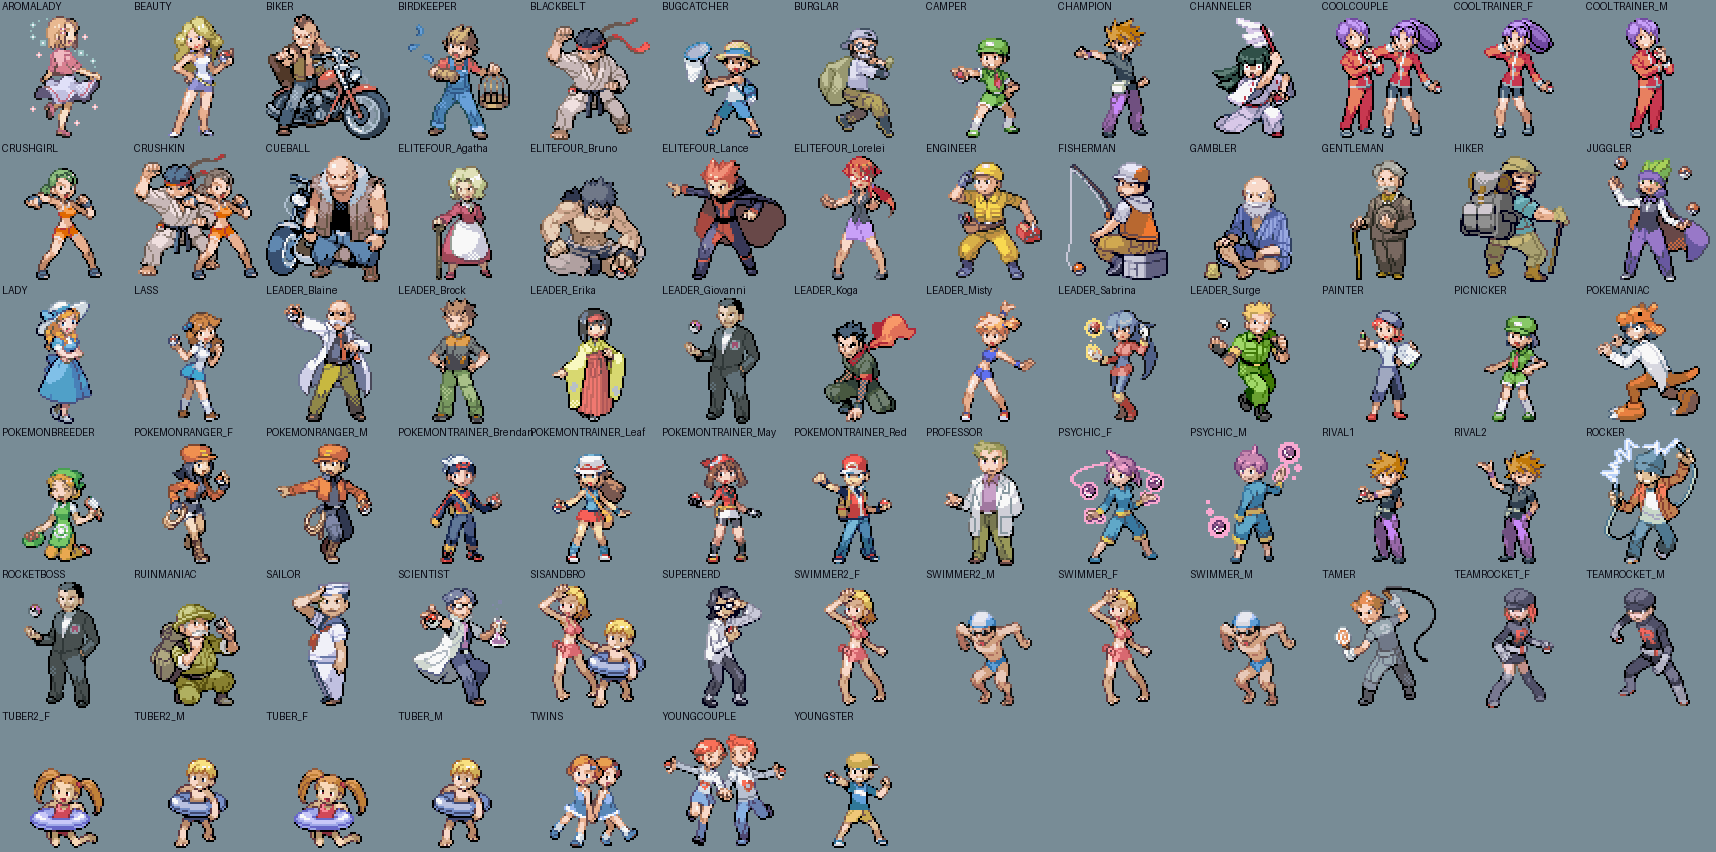 AROMALADY BEAUTY BIKER BIRDKEEPER BLACKBELT BUGCATCHER BURGLAR CAMPER CHAMPION CHANNELER COOLCOUPLE COOLTRAINER_F COOLTRAINER_M
CRUSHGIRL CRUSHKIN CUEBALL ELITEFOUR_Agatha ELITEFOUR_Bruno ELITEFOUR_Lance ELITEFOUR_Lorelei ENGINEER FISHERMAN GAMBLER GENTLEMAN HIKER JUGGLER
LADY LASS LEADER_Blaine LEADER_Brock LEADER_Erika LEADER_Giovanni LEADER_Koga LEADER_Misty LEADER_Sabrina LEADER_Surge PAINTER PICNICKER POKEMANIAC
POKEMONBREEDER POKEMONRANGER_F POKEMONRANGER_M POKEMONTRAINER_Brendan POKEMONTRAINER_Leaf POKEMONTRAINER_May POKEMONTRAINER_Red PROFESSOR PSYCHIC_F PSYCHIC_M RIVAL1 RIVAL2 ROCKER
ROCKETBOSS RUINMANIAC SAILOR SCIENTIST SISANDBRO SUPERNERD SWIMMER2_F SWIMMER2_M SWIMMER_F SWIMMER_M TAMER TEAMROCKET_F TEAMROCKET_M
TUBER2_F TUBER2_M TUBER_F TUBER_M TWINS YOUNGCOUPLE YOUNGSTER